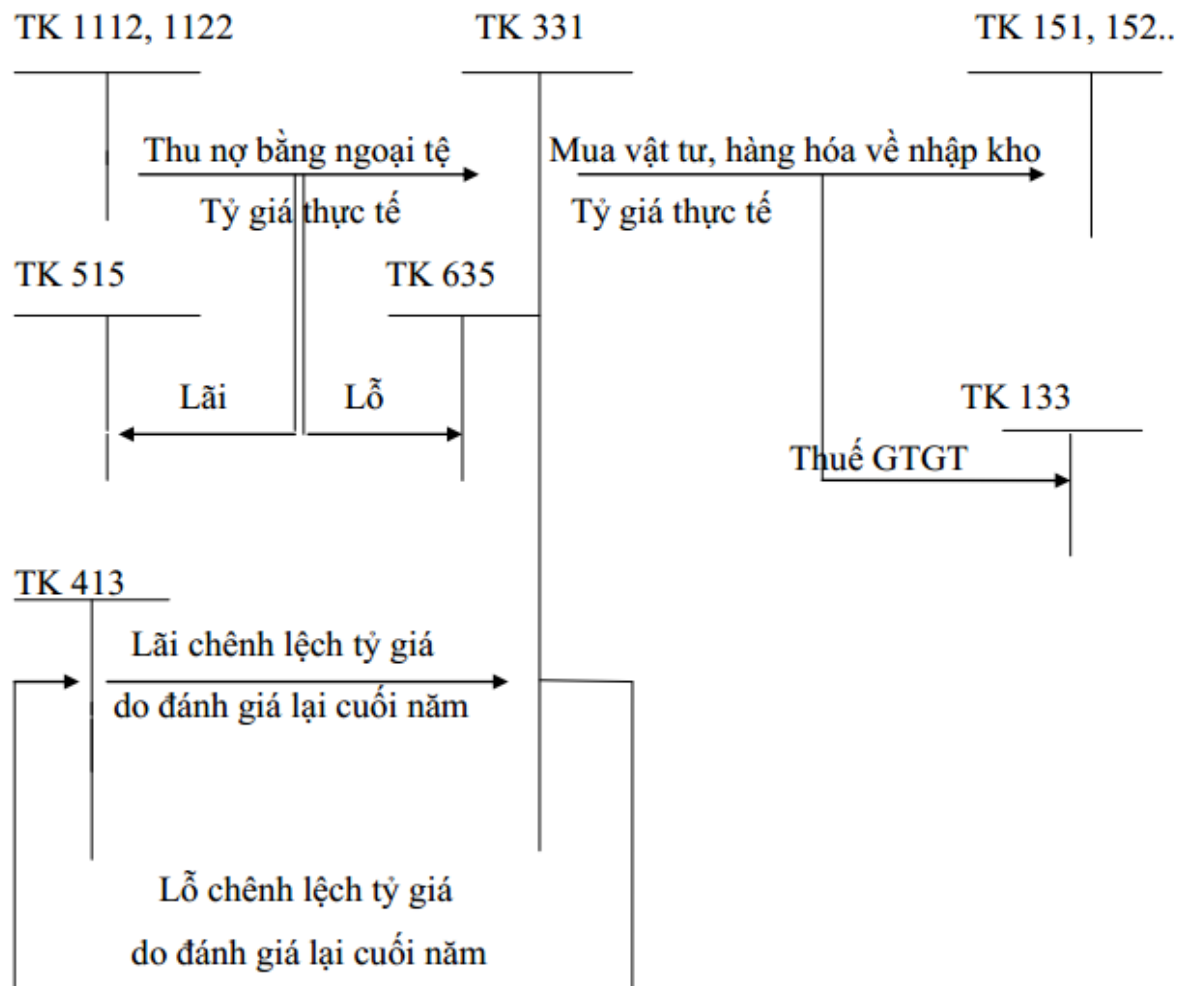 TK 1112, 1122
TK 331
TK 151, 152..
Thu nợ bằng ngoại tệ
Mua vật tư, hàng hóa về nhập kho
Tỷ giá thực tế
Tỷ giá thực tế
TK 515
TK 635
Lãi
Lỗ
TK 133
Thuế GTGT
TK 413
Lãi chênh lệch tỷ giá
do đánh giá lại cuối năm
Lỗ chênh lệch tỷ giá
do đánh giá lại cuối năm